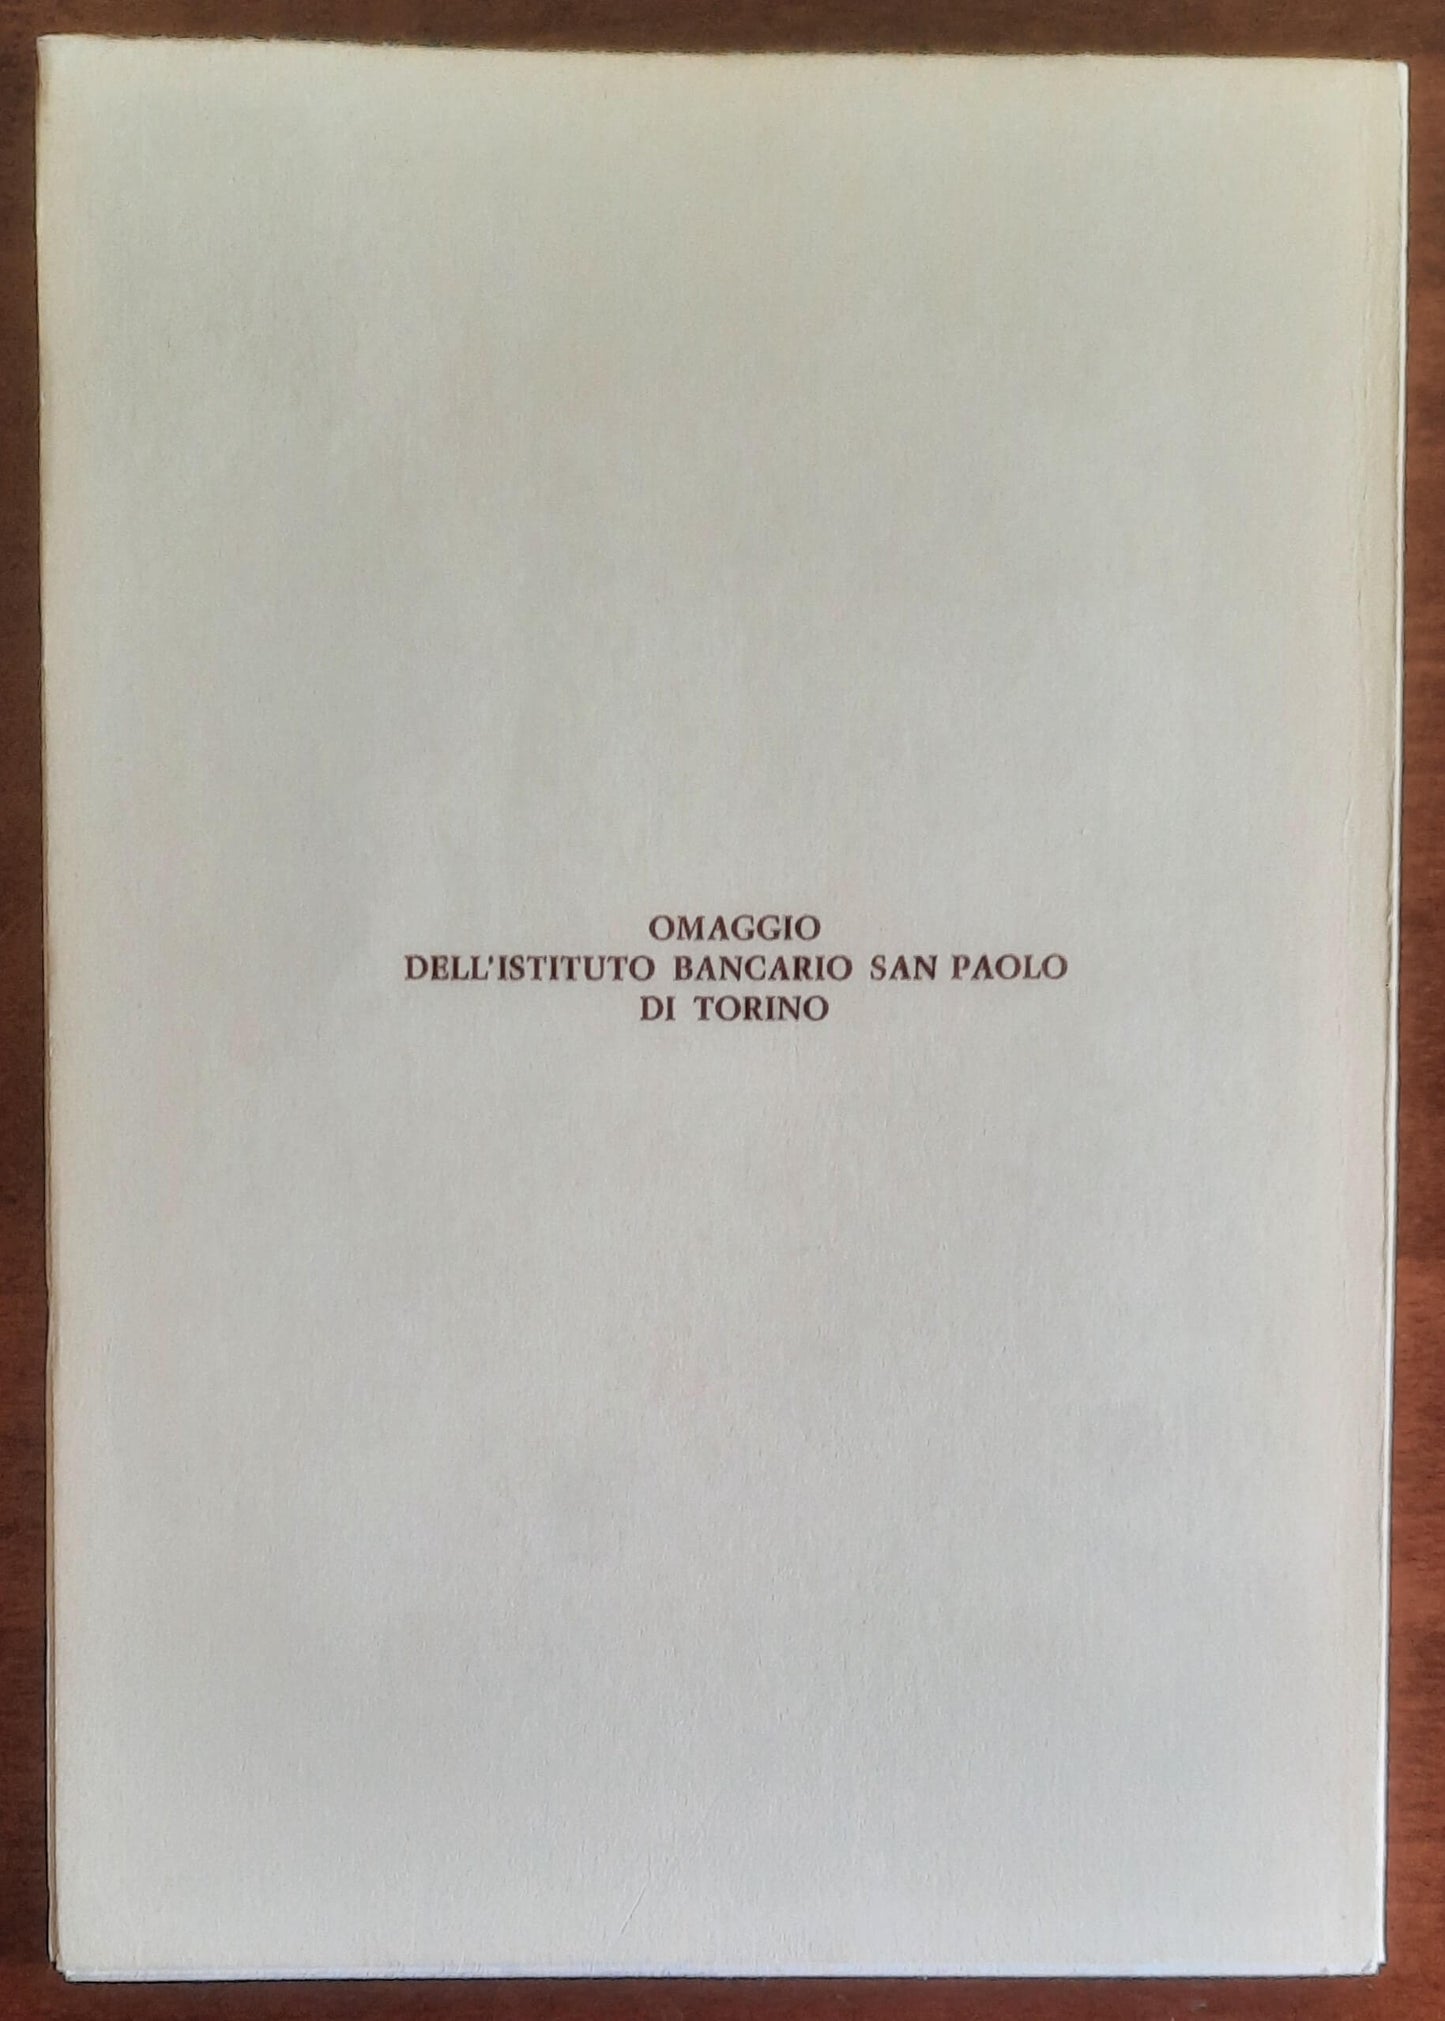 OMAGGIO
DELL'ISTITUTO BANCARIO SAN PAOLO
DI TORINO